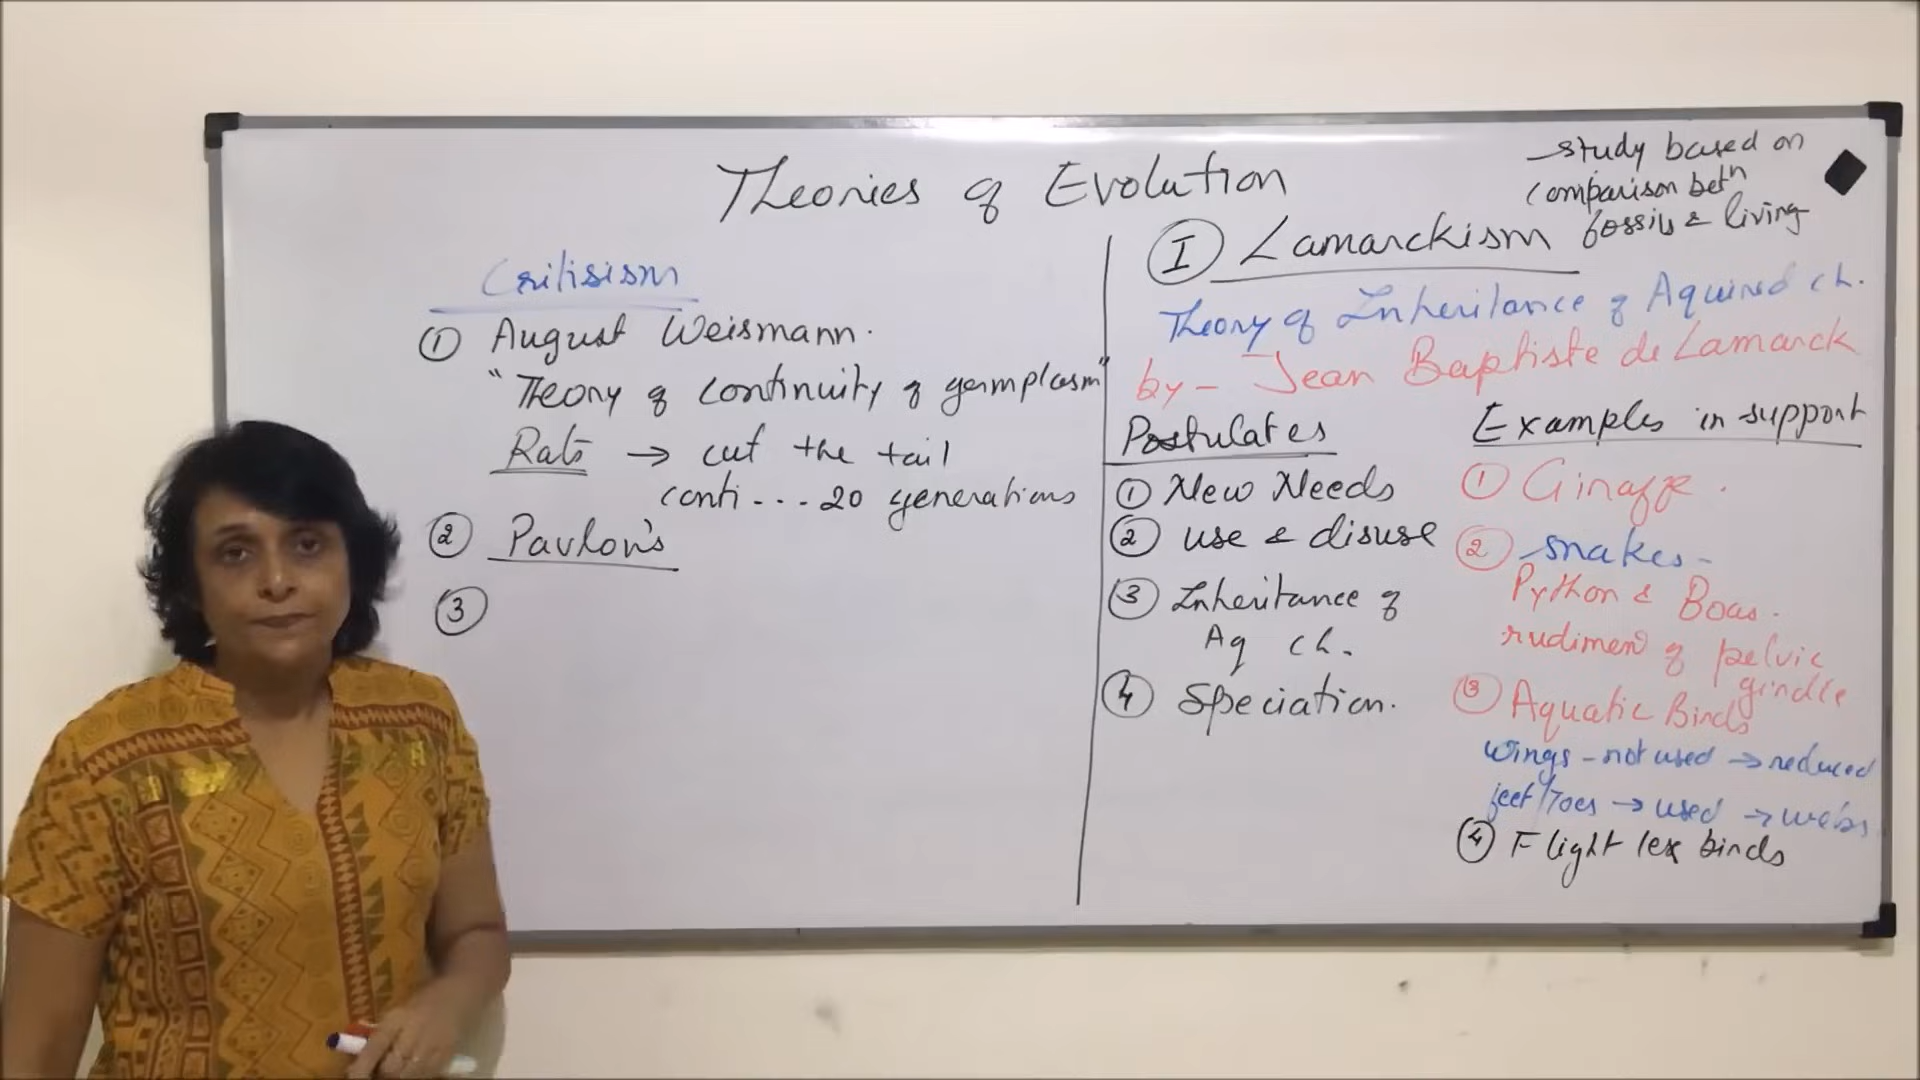 Theories of Evolution
Critisism
① August Weismann.
"Theory of continuity of germplasm"
Rats → cut the tail
conti - - - 20 generations
② Pavlov's
③
– study based on
comparison betn
fossils & living
Ⓘ Lamarckism
Theory of Inheritance of Aquired ch.
by – Jean Baptiste de Lamarck
Postulates
① New Needs
② use & disuse
③ Inheritance of
Aq ch.
④ Speciation.
Examples in support
① Giraffe .
② snakes –
Python & Boas.
rudimen of pelvic
girdle
③ Aquatic Birds
wings – not used → reduced
feet/Toes → used → webs
④ Flight less birds